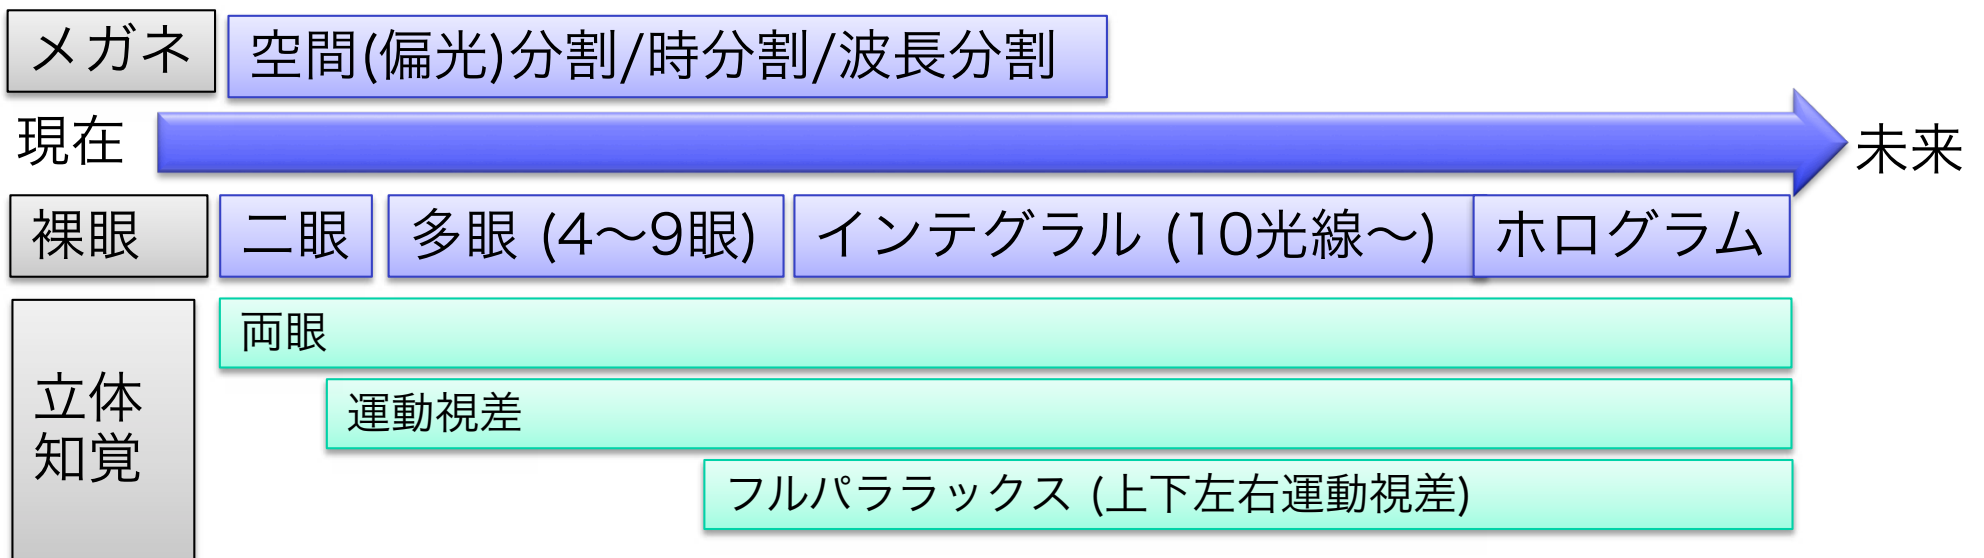 メガネ
空間(偏光)分割/時分割/波長分割
現在
未来
裸眼
二眼
多眼 (4〜9眼)
インテグラル (10光線〜)
ホログラム
立体
知覚
両眼
運動視差
フルパララックス (上下左右運動視差)